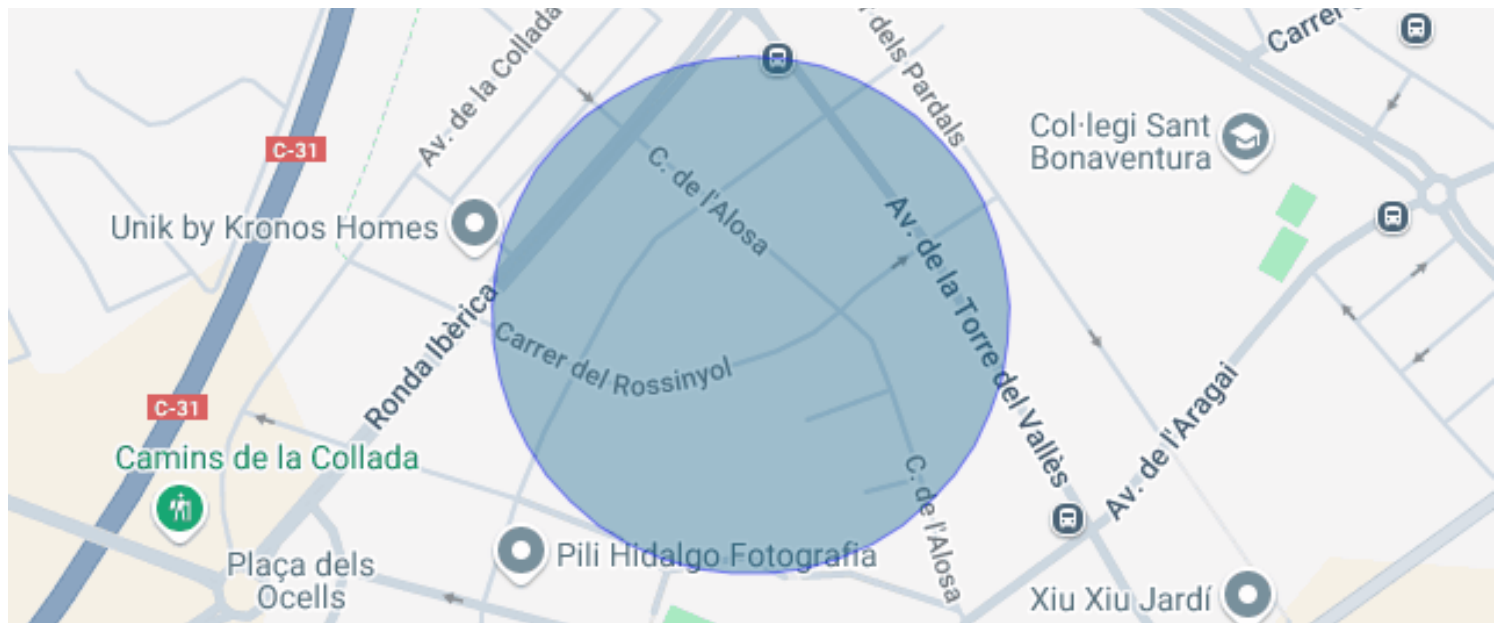 Av. de la Collada
dels Pardals
C-31
Col·legi Sant
Bonaventura
C. de l'Alosa
Unik by Kronos Homes
Av. de la Torre del Vallès
Ronda Ibèrica
Carrer del Rossinyol
C-31
Av. de l'Aragai
Camins de la Collada
C. de l'Alosa
Pili Hidalgo Fotografia
Plaça dels
Ocells
Xiu Xiu Jardí
Carrer